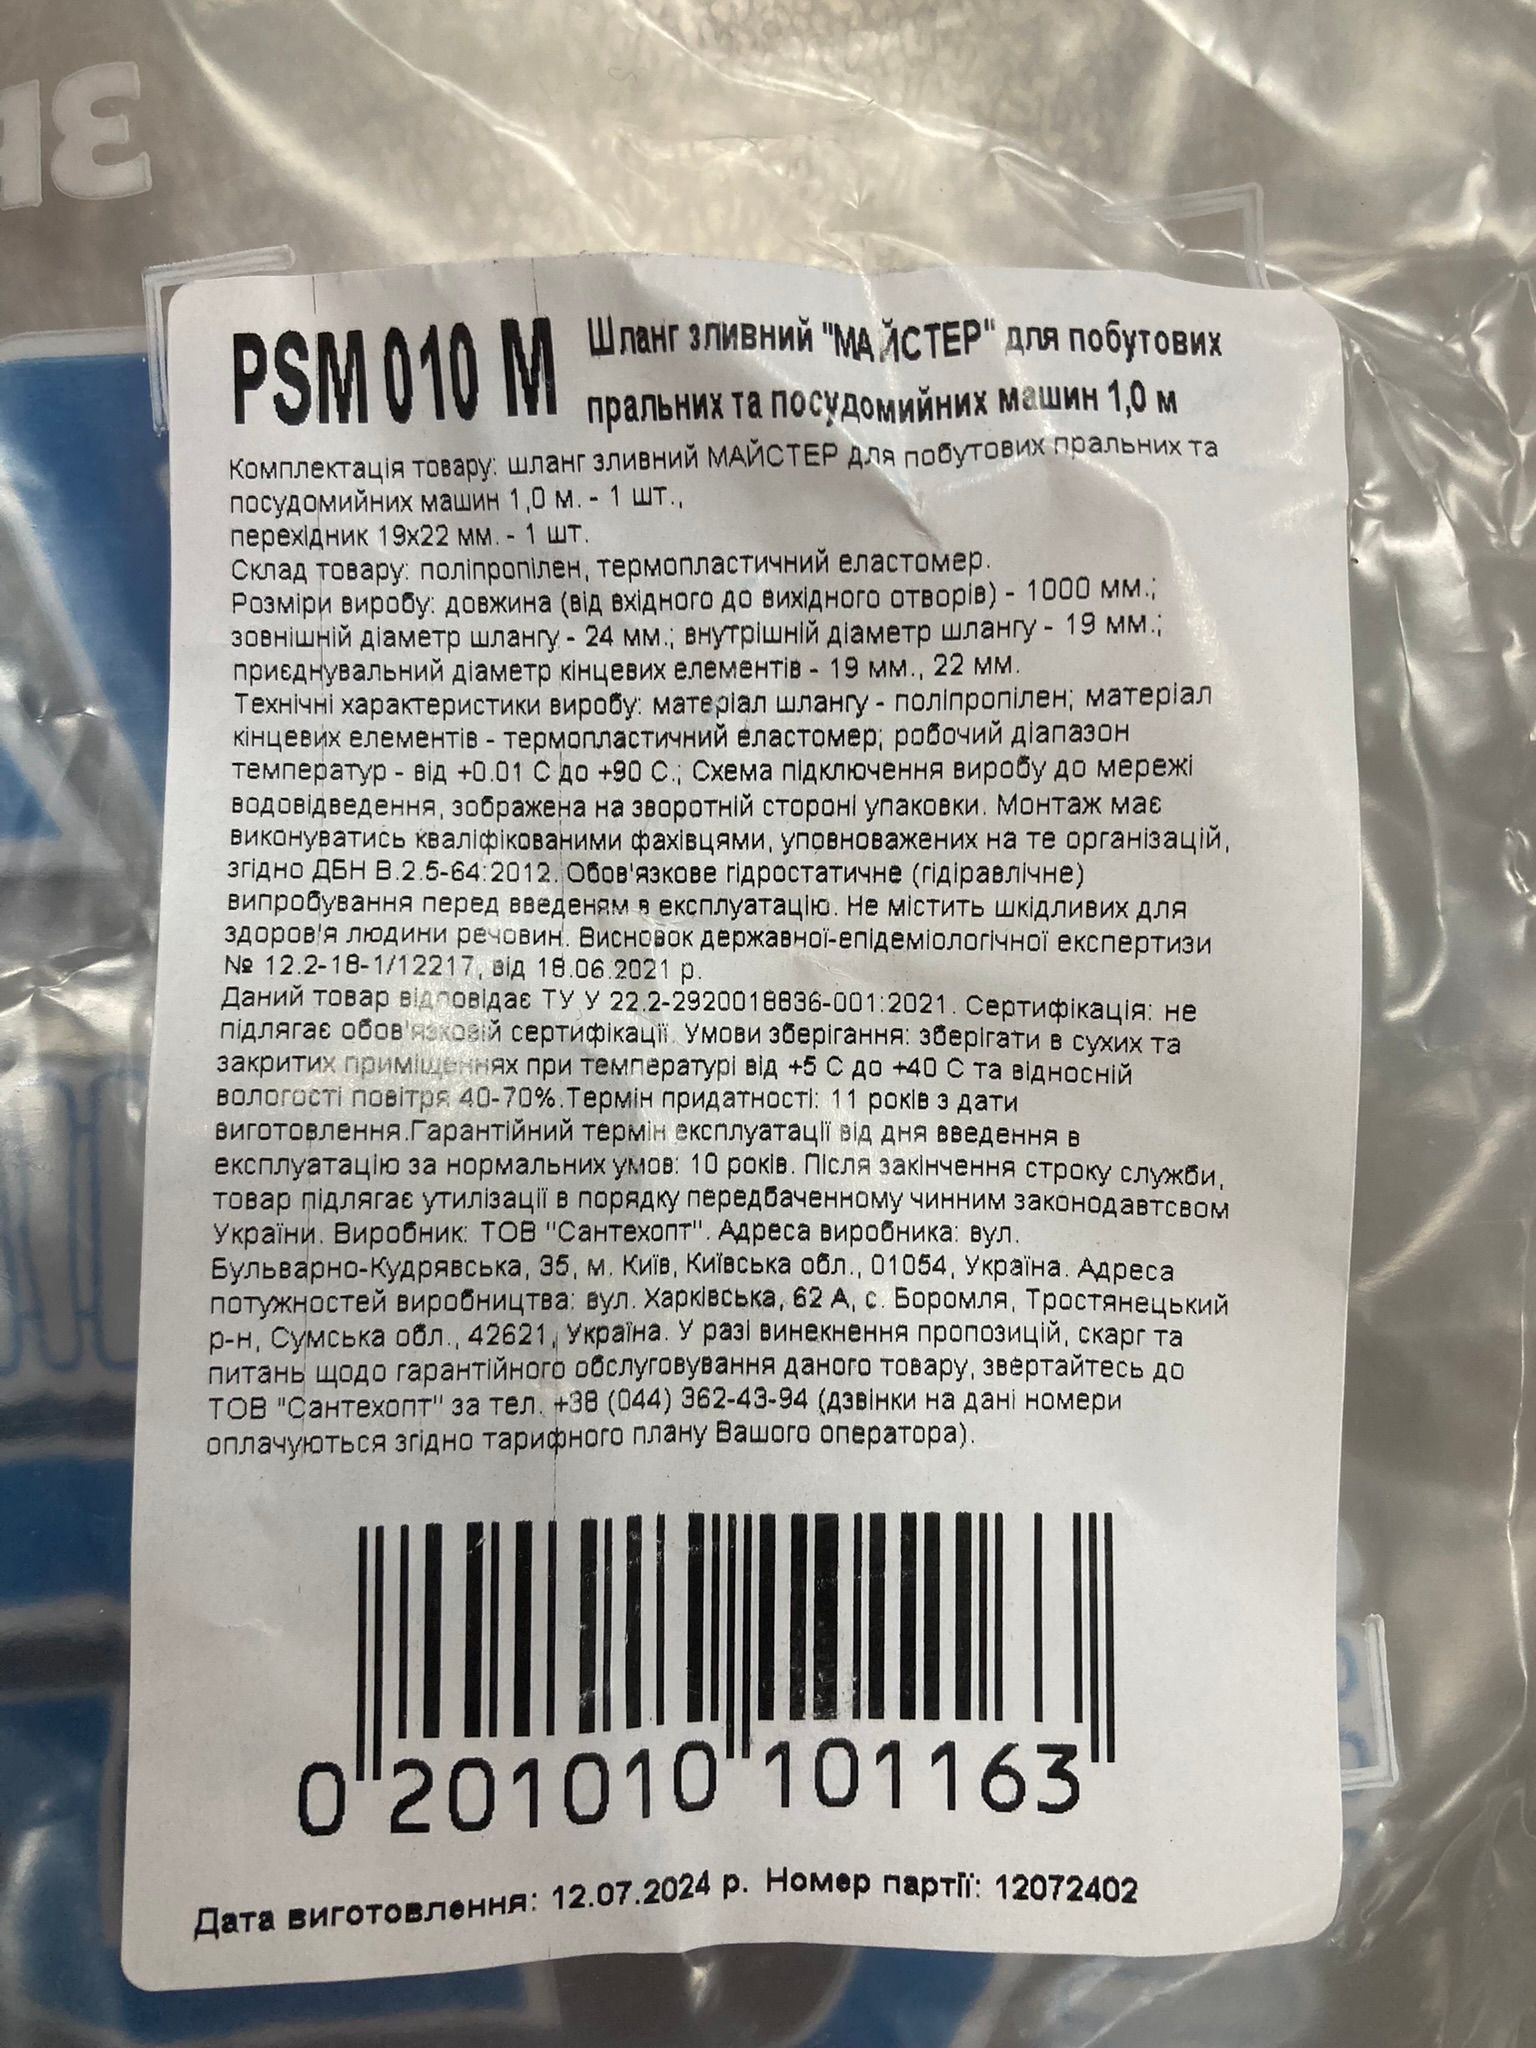 PSM 010 M
Шланг зливний "МАЙСТЕР" для побутових
пральних та посудомийних машин 1,0 м
Комплектація товару: шланг зливний МАЙСТЕР для побутових пральних та
посудомийних машин 1,0 м. - 1 шт.,
перехідник 19х22 мм. - 1 шт.
Склад товару: поліпропілен, термопластичний еластомер.
Розміри виробу: довжина (від вхідного до вихідного отворів) - 1000 мм.;
зовнішній діаметр шлангу - 24 мм.; внутрішній діаметр шлангу - 19 мм.;
приєднувальний діаметр кінцевих елементів - 19 мм., 22 мм.
Технічні характеристики виробу: матеріал шлангу - поліпропілен; матеріал
кінцевих елементів - термопластичний еластомер; робочий діапазон
температур - від +0.01 С до +90 С.; Схема підключення виробу до мережі
водовідведення, зображена на зворотній стороні упаковки. Монтаж має
виконуватись кваліфікованими фахівцями, уповноважених на те організацій,
згідно ДБН В.2.5-64:2012. Обов'язкове гідростатичне (гідіравлічне)
випробування перед введеням в експлуатацію. Не містить шкідливих для
здоров'я людини речовин. Висновок державної-епідеміологічної експертизи
№ 12.2-18-1/12217, від 18.06.2021 р.
Даний товар відповідає ТУ У 22.2-2920018836-001:2021. Сертифікація: не
підлягає обов'язковій сертифікації. Умови зберігання: зберігати в сухих та
закритих приміщеннях при температурі від +5 С до +40 С та відносній
вологості повітря 40-70%.Термін придатності: 11 років з дати
виготовлення.Гарантійний термін експлуатації від дня введення в
експлуатацію за нормальних умов: 10 років. Після закінчення строку служби,
товар підлягає утилізації в порядку передбаченному чинним законодавтсвом
України. Виробник: ТОВ "Сантехопт". Адреса виробника: вул.
Бульварно-Кудрявська, 35, м. Київ, Київська обл., 01054, Україна. Адреса
потужностей виробництва: вул. Харківська, 62 А, с. Боромля, Тростянецький
р-н, Сумська обл., 42621, Україна. У разі винекнення пропозицій, скарг та
питань щодо гарантійного обслуговування даного товару, звертайтесь до
ТОВ "Сантехопт" за тел. +38 (044) 362-43-94 (дзвінки на дані номери
оплачуються згідно тарифного плану Вашого оператора).
0 201010 101163
Дата виготовлення: 12.07.2024 р. Номер партії: 12072402